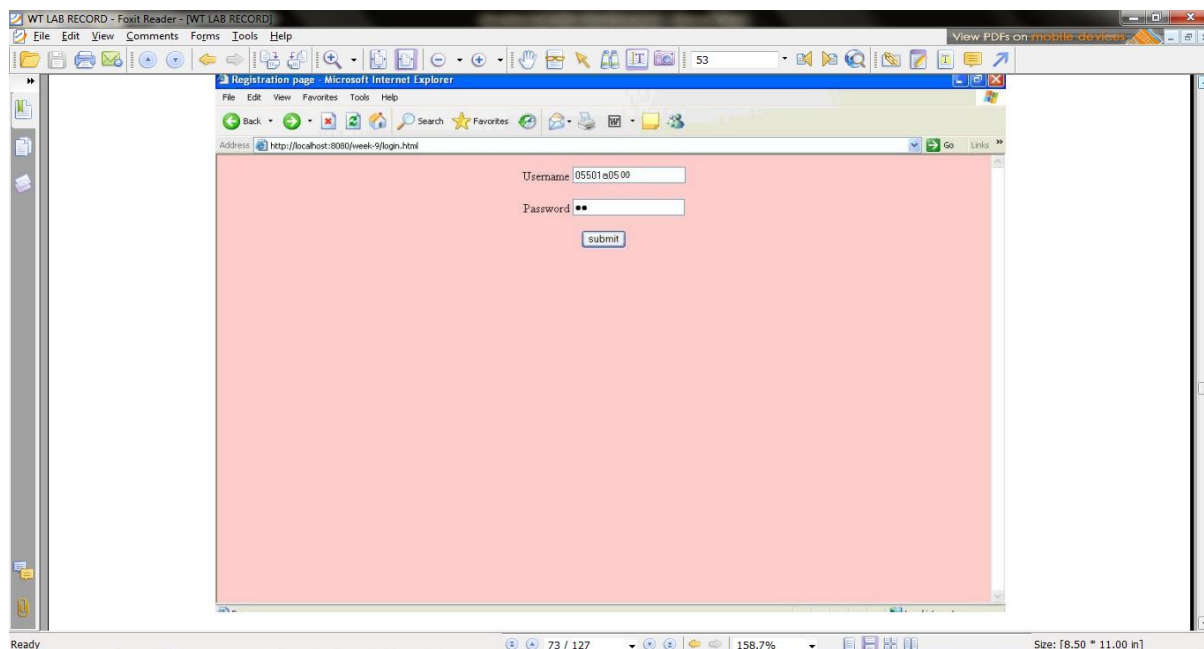 WT LAB RECORD - Foxit Reader - [WT LAB RECORD]
File Edit View Comments Forms Tools Help
View PDFs on mobile devices
53
Registration page - Microsoft Internet Explorer
File Edit View Favorites Tools Help
Back Search Favorites
Address http://localhost:8080/week-9/login.html Go Links »
Username 05501a0500
Password ●●
submit
Ready 73 / 127 158.7% Size: [8.50 * 11.00 in]